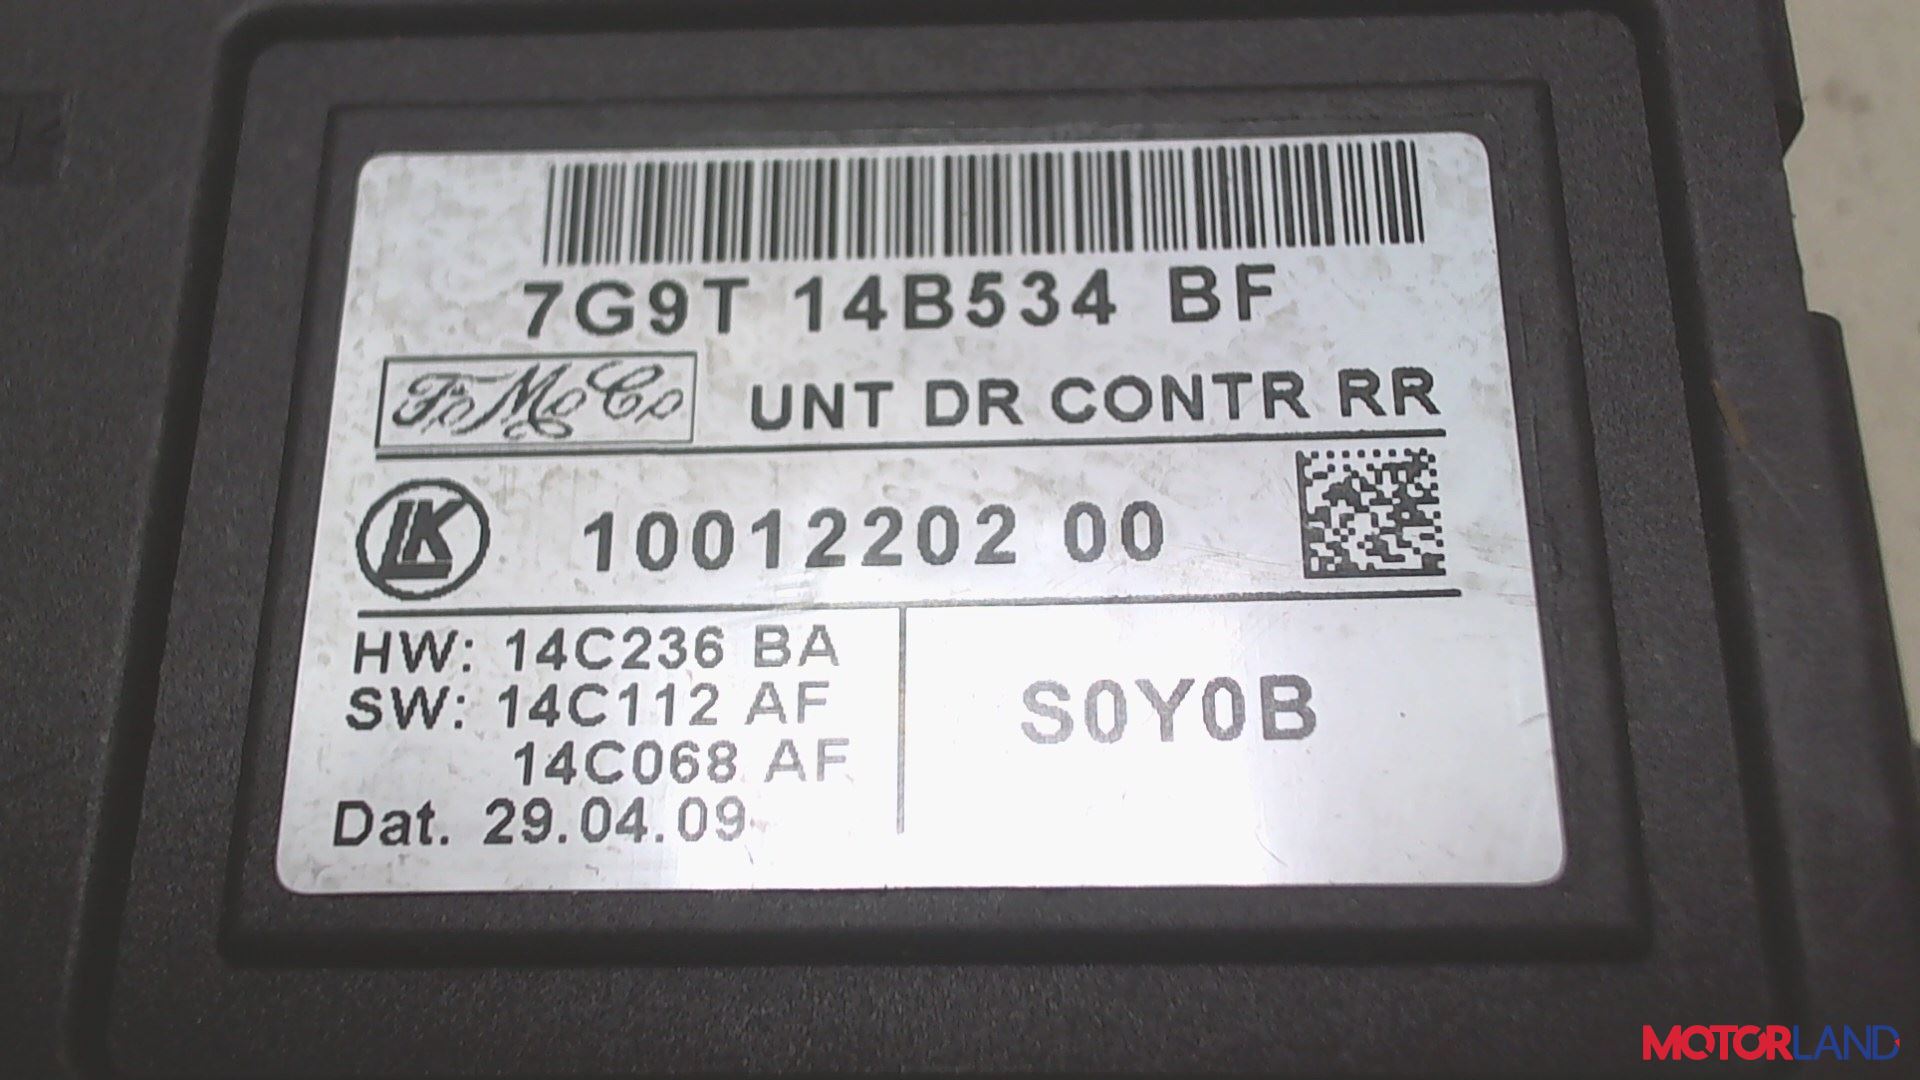 7G9T 14B534 BF
FoMoCo
UNT DR CONTR RR
LK
10012202 00
HW: 14C236 BA
SW: 14C112 AF
14C068 AF
Dat. 29.04.09
S0Y0B
MOTORLAND